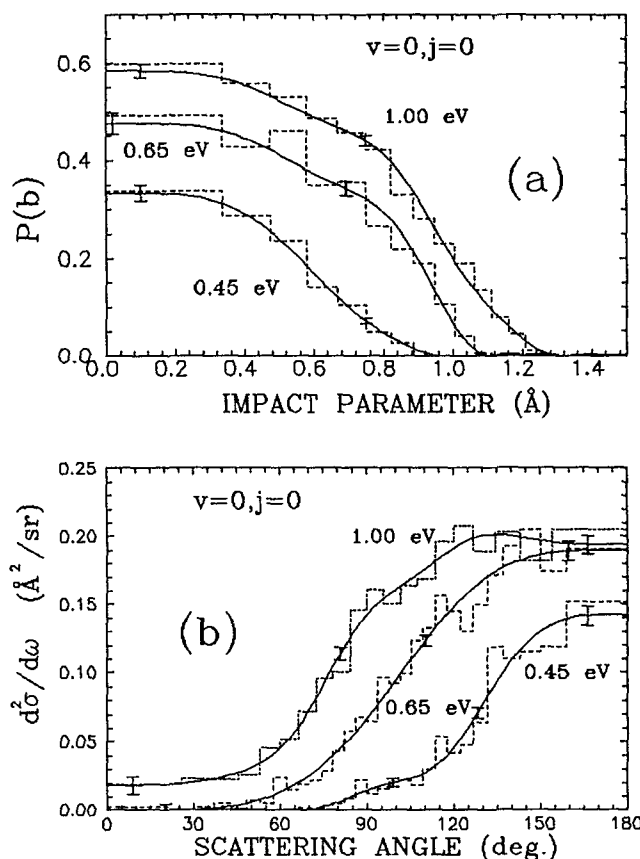 v=0,j=0
0.6
0.4
0.2
0.0
P(b)
1.00 eV
0.65 eV
0.45 eV
(a)
0.0 0.2 0.4 0.6 0.8 1.0 1.2 1.4
IMPACT PARAMETER (Å)
0.25
0.20
0.15
0.10
0.05
0.00
d²σ/dω (Å²/sr)
v=0,j=0
1.00 eV
(b)
0.65 eV
0.45 eV
0 30 60 90 120 150 180
SCATTERING ANGLE (deg.)